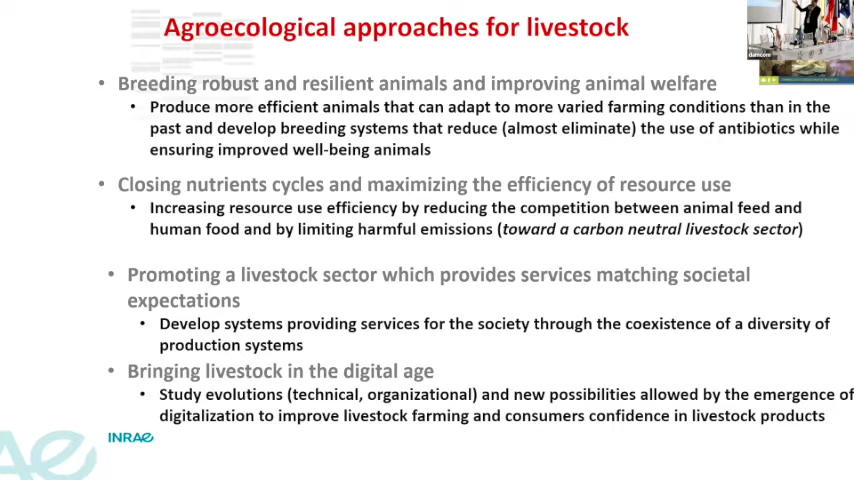 Agroecological approaches for livestock
• Breeding robust and resilient animals and improving animal welfare
• Produce more efficient animals that can adapt to more varied farming conditions than in the
past and develop breeding systems that reduce (almost eliminate) the use of antibiotics while
ensuring improved well-being animals
• Closing nutrients cycles and maximizing the efficiency of resource use
• Increasing resource use efficiency by reducing the competition between animal feed and
human food and by limiting harmful emissions (toward a carbon neutral livestock sector)
• Promoting a livestock sector which provides services matching societal
expectations
• Develop systems providing services for the society through the coexistence of a diversity of
production systems
• Bringing livestock in the digital age
• Study evolutions (technical, organizational) and new possibilities allowed by the emergence of
digitalization to improve livestock farming and consumers confidence in livestock products
INRAE